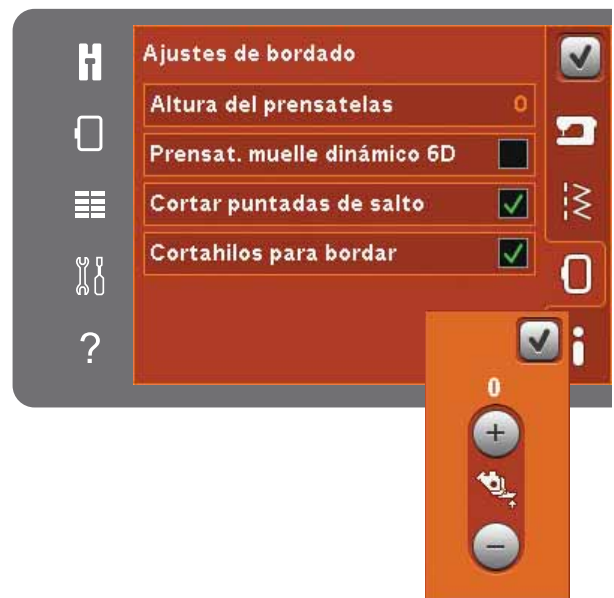 Ajustes de bordado
Altura del prensatelas 0
Prensat. muelle dinámico 6D
Cortar puntadas de salto
Cortahilos para bordar
?
0
+
−